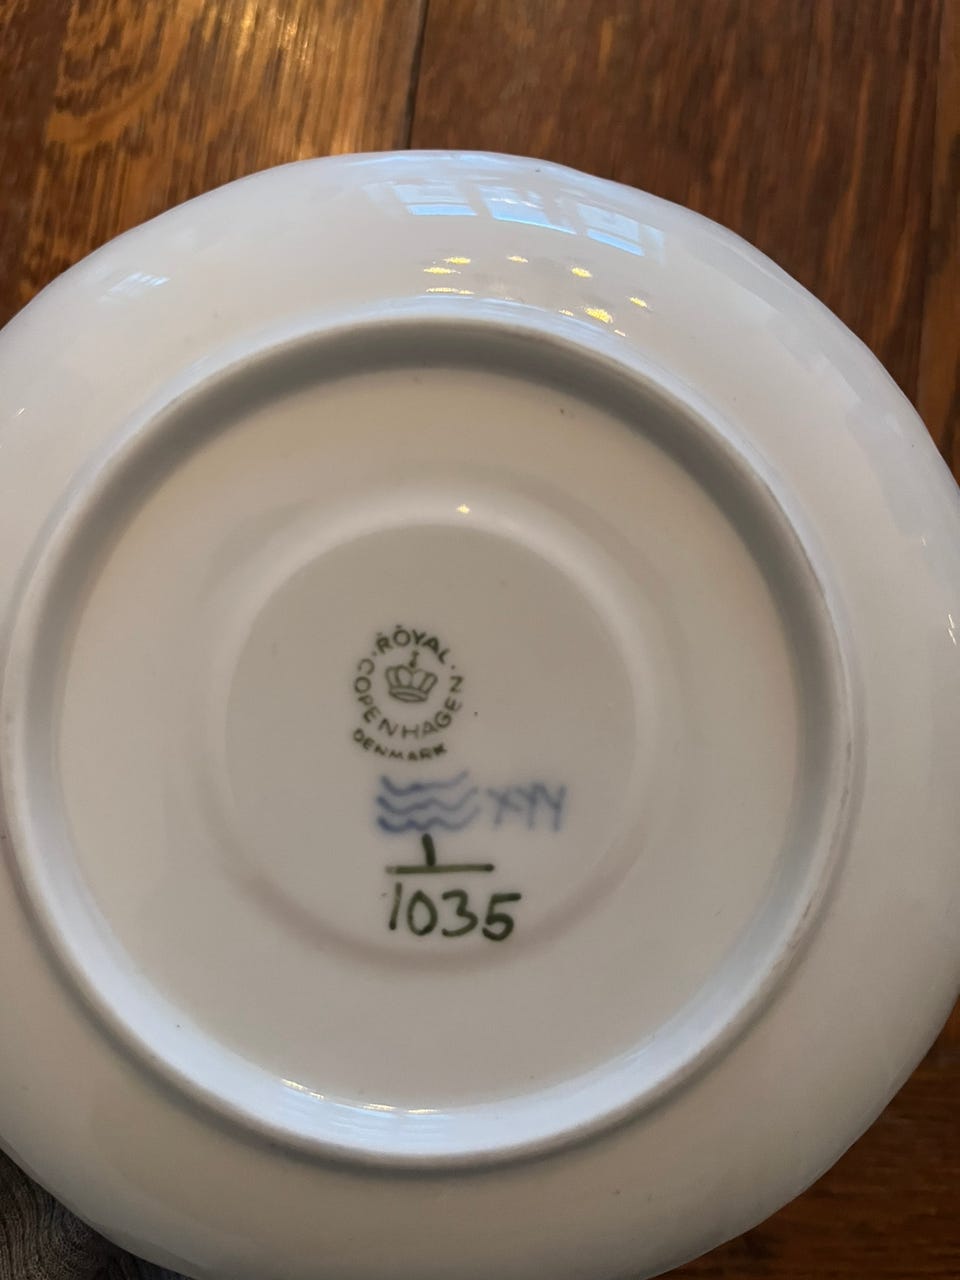 ROYAL
COPENHAGEN
DENMARK
1
1035